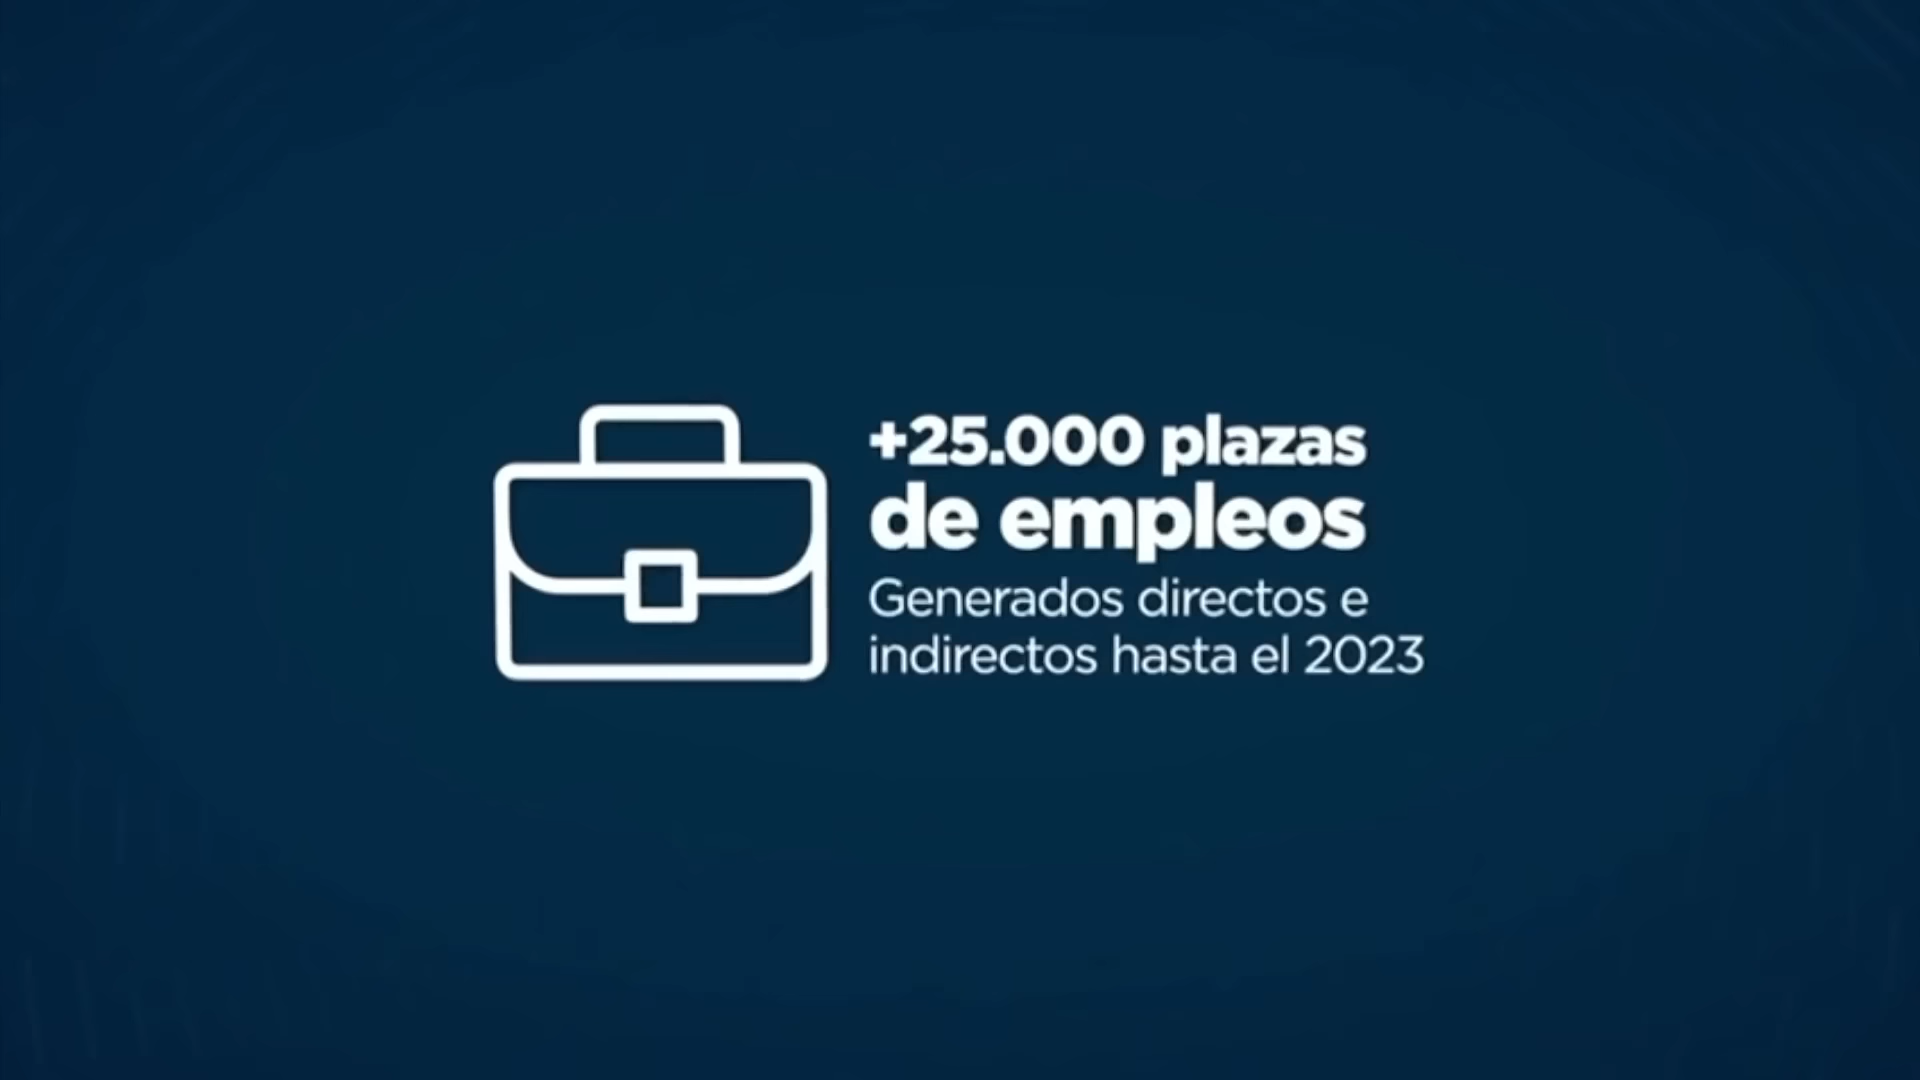 +25.000 plazas
de empleos
Generados directos e
indirectos hasta el 2023